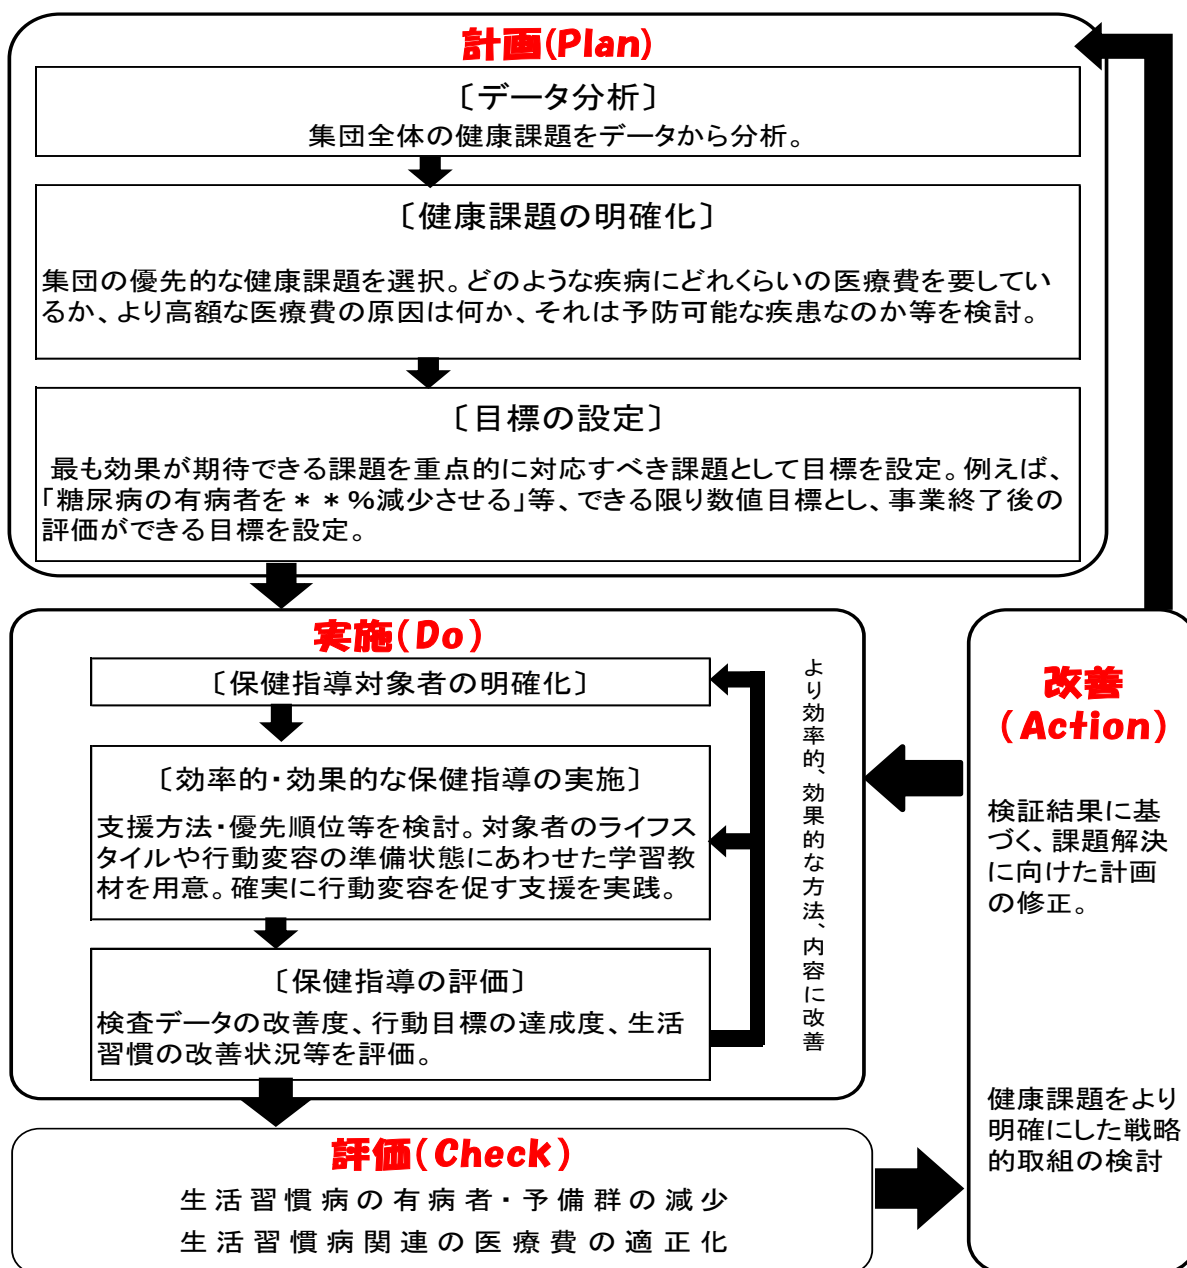 計画(Plan)
〔データ分析〕
集団全体の健康課題をデータから分析。
〔健康課題の明確化〕
集団の優先的な健康課題を選択。どのような疾病にどれくらいの医療費を要してい
るか、より高額な医療費の原因は何か、それは予防可能な疾患なのか等を検討。
〔目標の設定〕
最も効果が期待できる課題を重点的に対応すべき課題として目標を設定。例えば、
「糖尿病の有病者を＊＊%減少させる」等、できる限り数値目標とし、事業終了後の
評価ができる目標を設定。
実施(Do)
〔保健指導対象者の明確化〕
〔効率的・効果的な保健指導の実施〕
支援方法・優先順位等を検討。対象者のライフス
タイルや行動変容の準備状態にあわせた学習教
材を用意。確実に行動変容を促す支援を実践。
〔保健指導の評価〕
検査データの改善度、行動目標の達成度、生活
習慣の改善状況等を評価。
より効率的、効果的な方法、内容に改善
評価(Check)
生活習慣病の有病者・予備群の減少
生活習慣病関連の医療費の適正化
改善
(Action)
検証結果に基
づく、課題解決
に向けた計画
の修正。
健康課題をより
明確にした戦略
的取組の検討